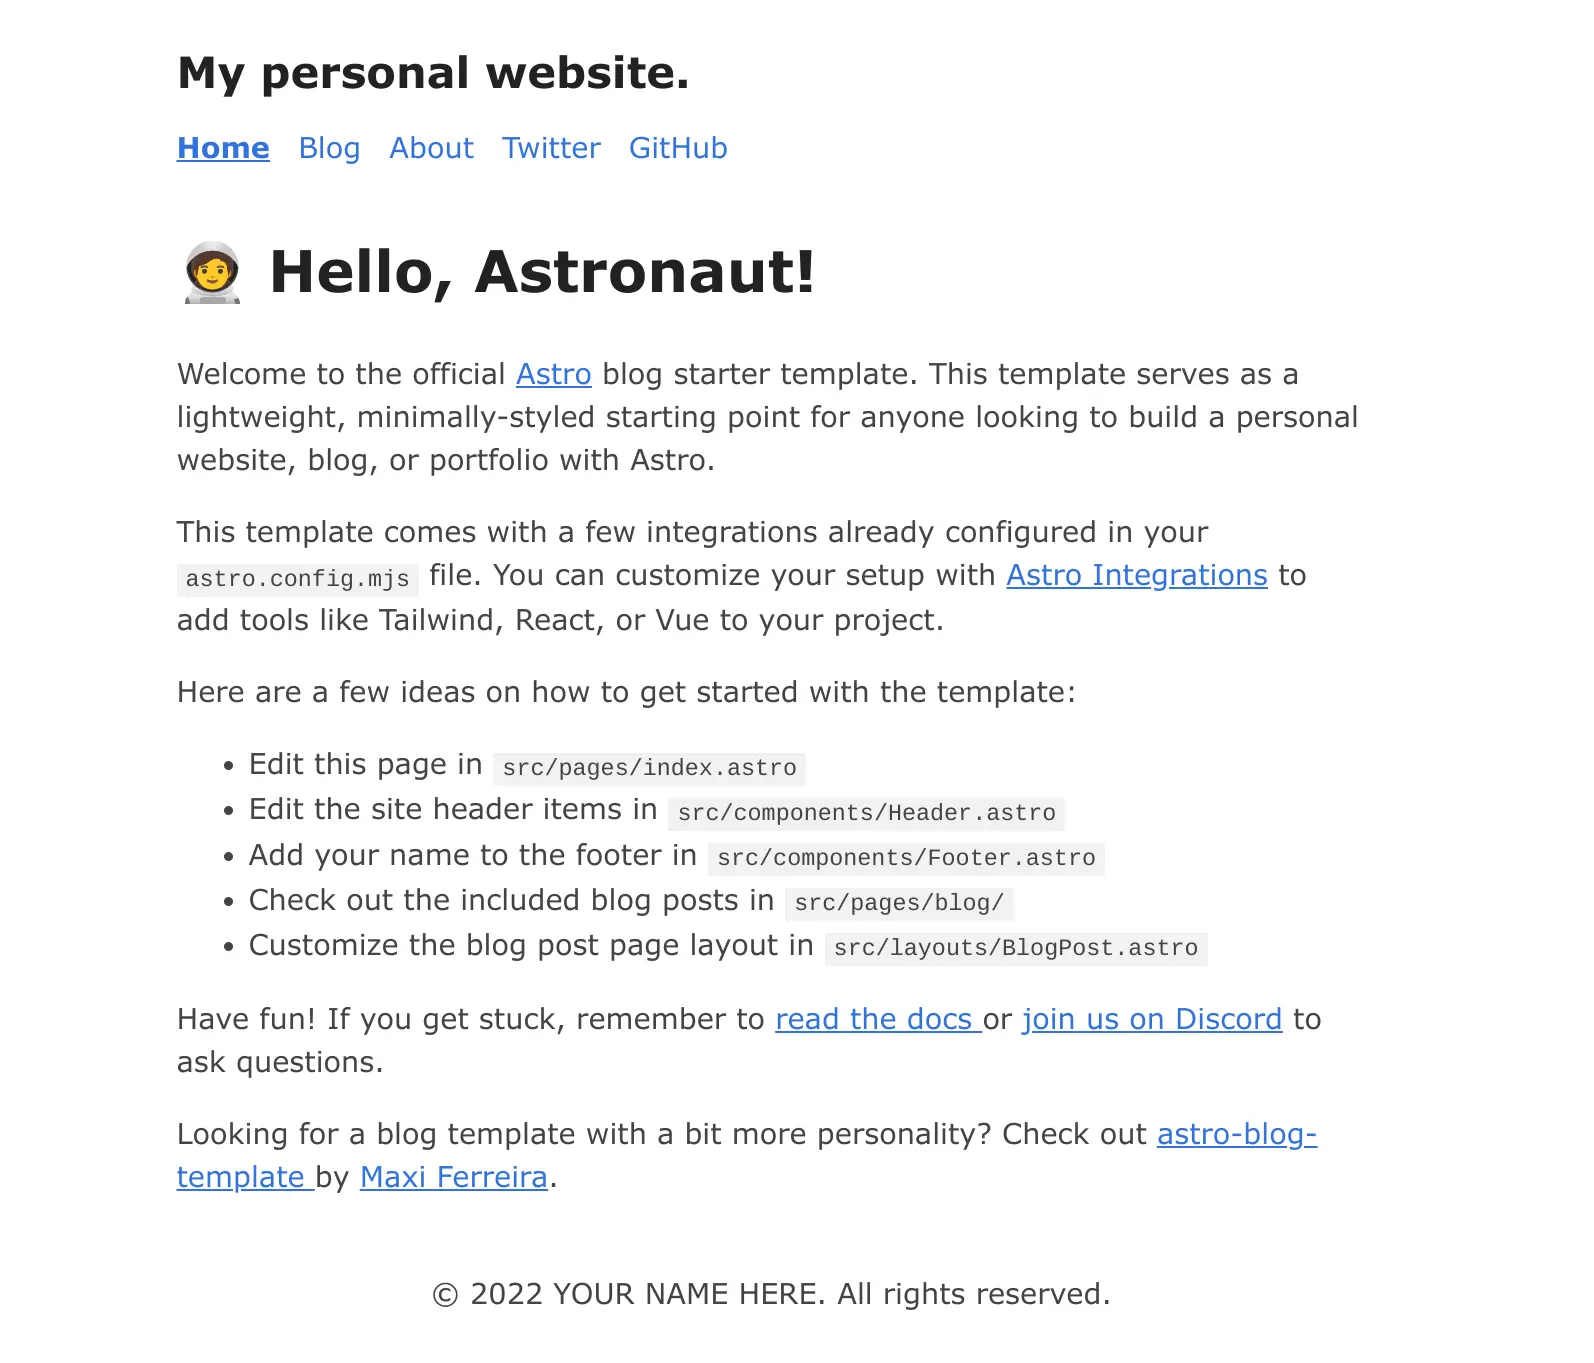 My personal website.
Home Blog About Twitter GitHub
🧑‍🚀 Hello, Astronaut!
Welcome to the official Astro blog starter template. This template serves as a
lightweight, minimally-styled starting point for anyone looking to build a personal
website, blog, or portfolio with Astro.
This template comes with a few integrations already configured in your
astro.config.mjs file. You can customize your setup with Astro Integrations to
add tools like Tailwind, React, or Vue to your project.
Here are a few ideas on how to get started with the template:
• Edit this page in src/pages/index.astro
• Edit the site header items in src/components/Header.astro
• Add your name to the footer in src/components/Footer.astro
• Check out the included blog posts in src/pages/blog/
• Customize the blog post page layout in src/layouts/BlogPost.astro
Have fun! If you get stuck, remember to read the docs or join us on Discord to
ask questions.
Looking for a blog template with a bit more personality? Check out astro-blog-
template by Maxi Ferreira.
© 2022 YOUR NAME HERE. All rights reserved.